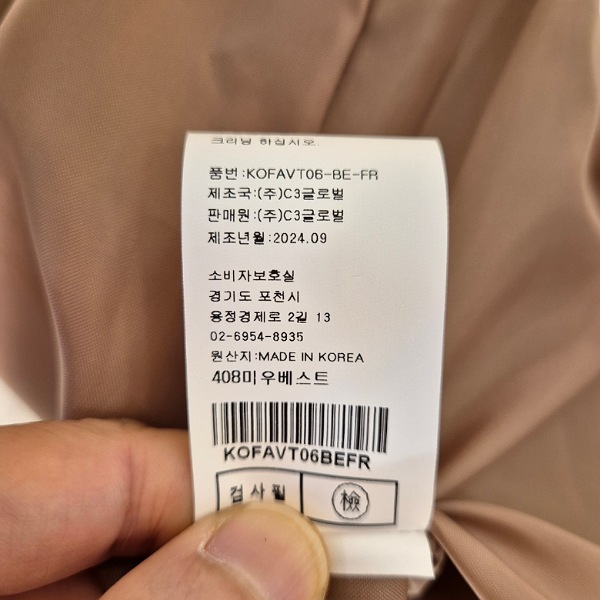 크리닝 하십시오.
품번:KOFAVT06-BE-FR
제조국:(주)C3글로벌
판매원:(주)C3글로벌
제조년월:2024.09
소비자보호실
경기도 포천시
용정경제로 2길 13
02-6954-8935
원산지:MADE IN KOREA
408미우베스트
KOFAVT06BEFR
검사필 檢